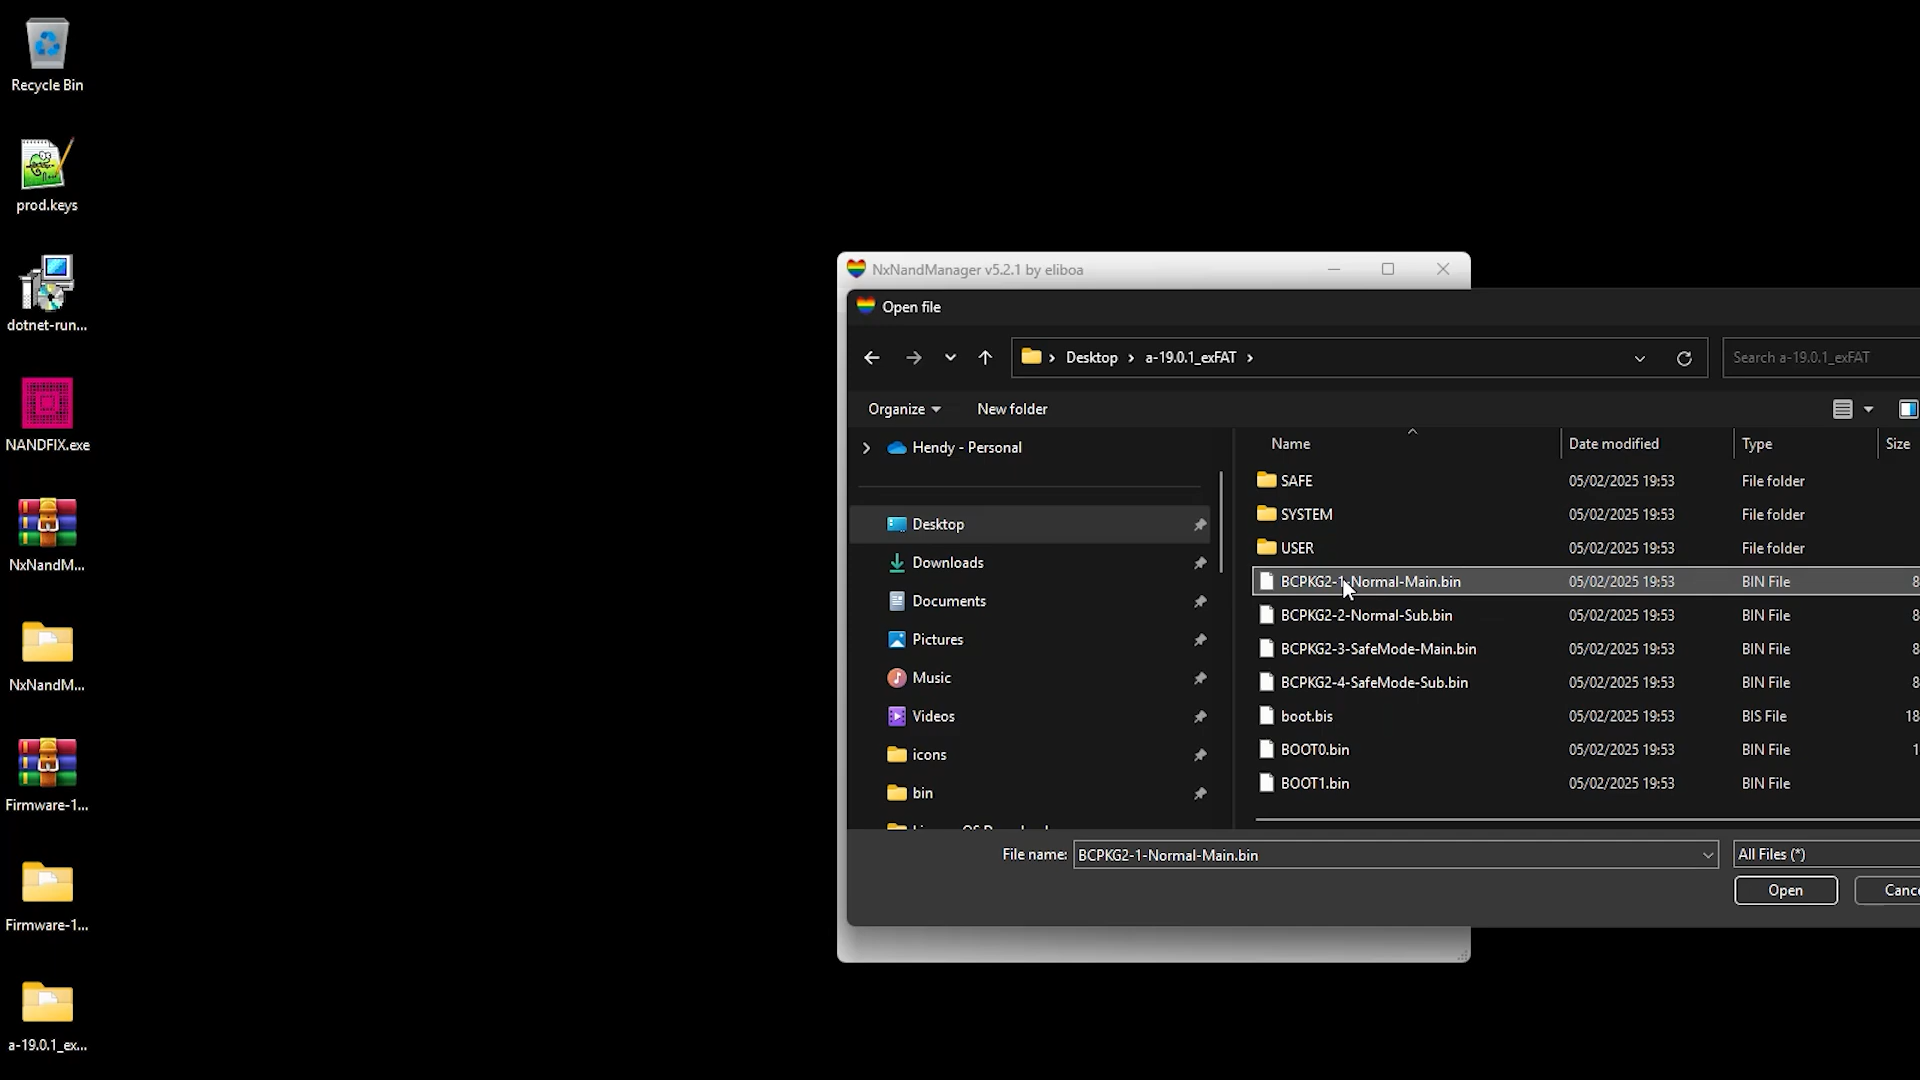 Recycle Bin
prod.keys
dotnet-run...
NANDFIX.exe
NxNandM...
NxNandM...
Firmware-1...
Firmware-1...
a-19.0.1_ex...
NxNandManager v5.2.1 by eliboa
Open file
Desktop
a-19.0.1_exFAT
Search a-19.0.1_exFAT
Organize
New folder
Hendy - Personal
Desktop
Downloads
Documents
Pictures
Music
Videos
icons
bin
Name Date modified Type Size
SAFE 05/02/2025 19:53 File folder
SYSTEM 05/02/2025 19:53 File folder
USER 05/02/2025 19:53 File folder
BCPKG2-1-Normal-Main.bin 05/02/2025 19:53 BIN File 8
BCPKG2-2-Normal-Sub.bin 05/02/2025 19:53 BIN File 8
BCPKG2-3-SafeMode-Main.bin 05/02/2025 19:53 BIN File 8
BCPKG2-4-SafeMode-Sub.bin 05/02/2025 19:53 BIN File 8
boot.bis 05/02/2025 19:53 BIS File 18
BOOT0.bin 05/02/2025 19:53 BIN File 1
BOOT1.bin 05/02/2025 19:53 BIN File
File name: BCPKG2-1-Normal-Main.bin
All Files (*)
Open
Cance